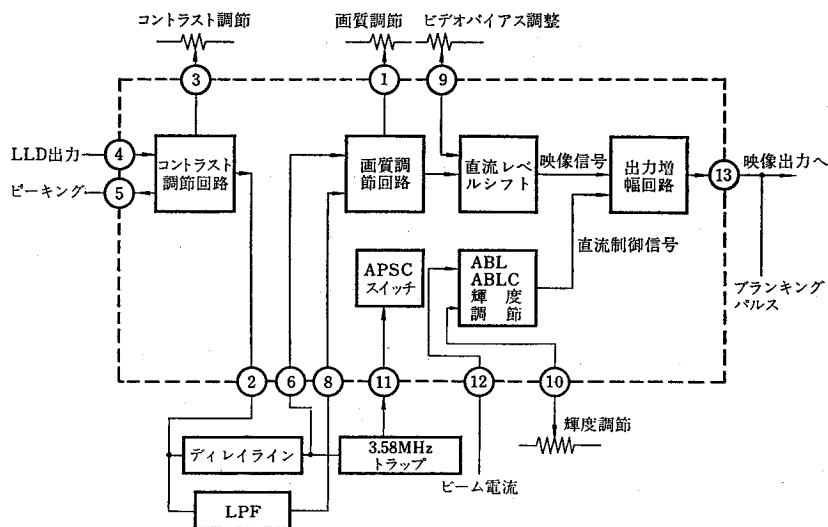 コントラスト調節
画質調節
ビデオバイアス調整
3
1
9
LLD出力
4
ピーキング
5
コントラスト
調節回路
画質調
節回路
直流レベ
ルシフト
映像信号
出力増
幅回路
13
映像出力へ
直流制御信号
APSC
スイッチ
ABL
ABLC
輝度
調節
ブランキング
パルス
2
6
8
11
12
10
ディレイライン
3.58MHz
トラップ
輝度調節
ビーム電流
LPF